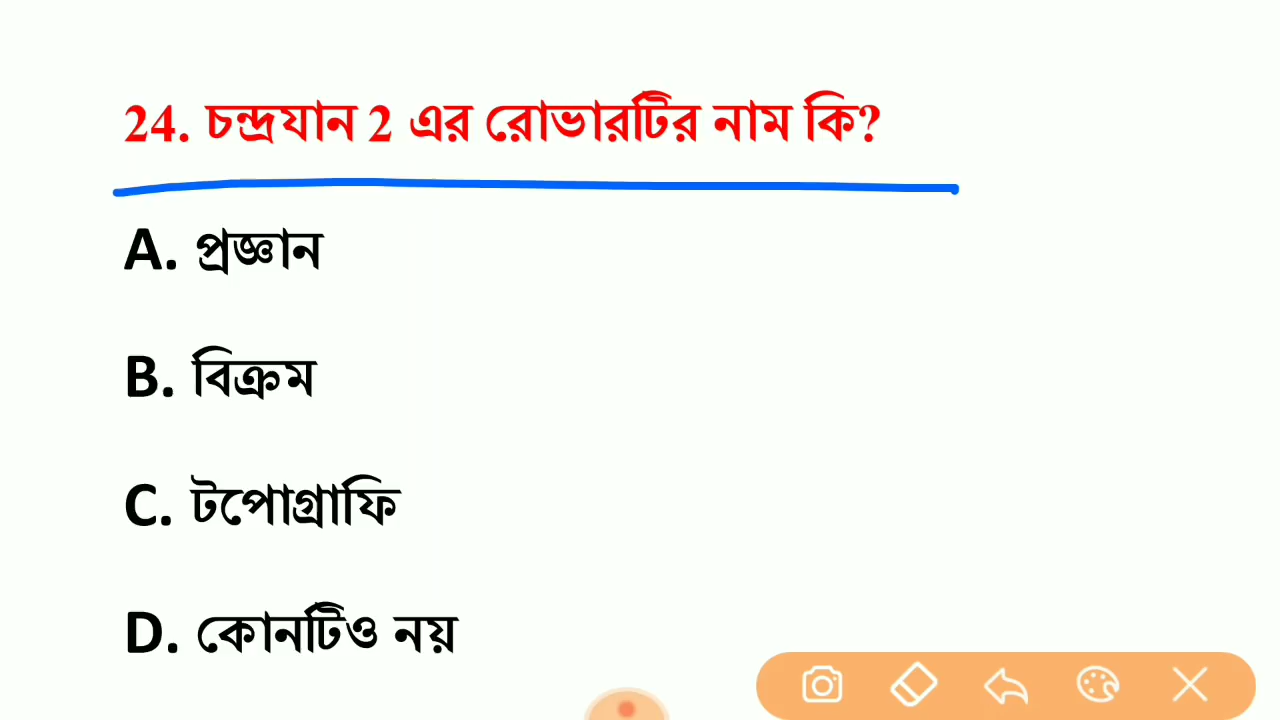 24. চন্দ্রযান 2 এর রোভারটির নাম কি?
A. প্রজ্ঞান
B. বিক্রম
C. টপোগ্রাফি
D. কোনটিও নয়